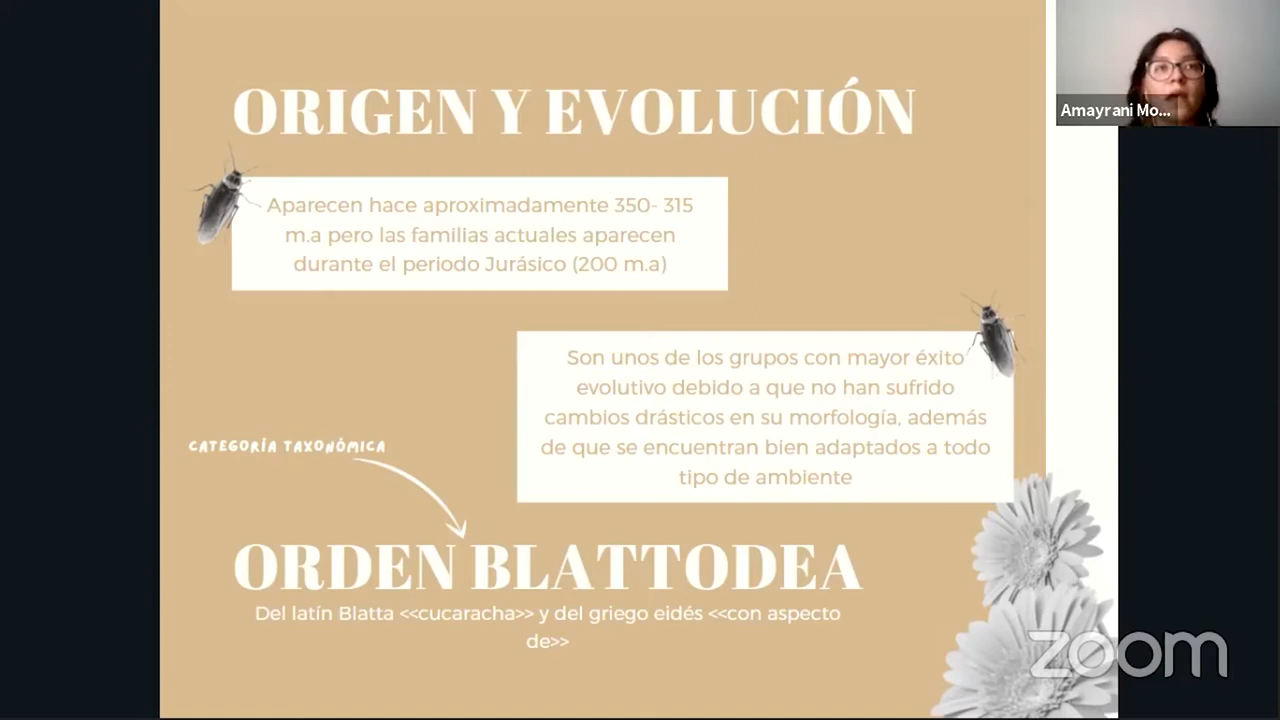 ORIGEN Y EVOLUCIÓN
Aparecen hace aproximadamente 350- 315
m.a pero las familias actuales aparecen
durante el periodo Jurásico (200 m.a)
Son unos de los grupos con mayor éxito
evolutivo debido a que no han sufrido
cambios drásticos en su morfología, además
de que se encuentran bien adaptados a todo
tipo de ambiente
CATEGORÍA TAXONÓMICA
ORDEN BLATTODEA
Del latín Blatta <<cucaracha>> y del griego eidés <<con aspecto
de>>
Amayrani Mo...
zoom